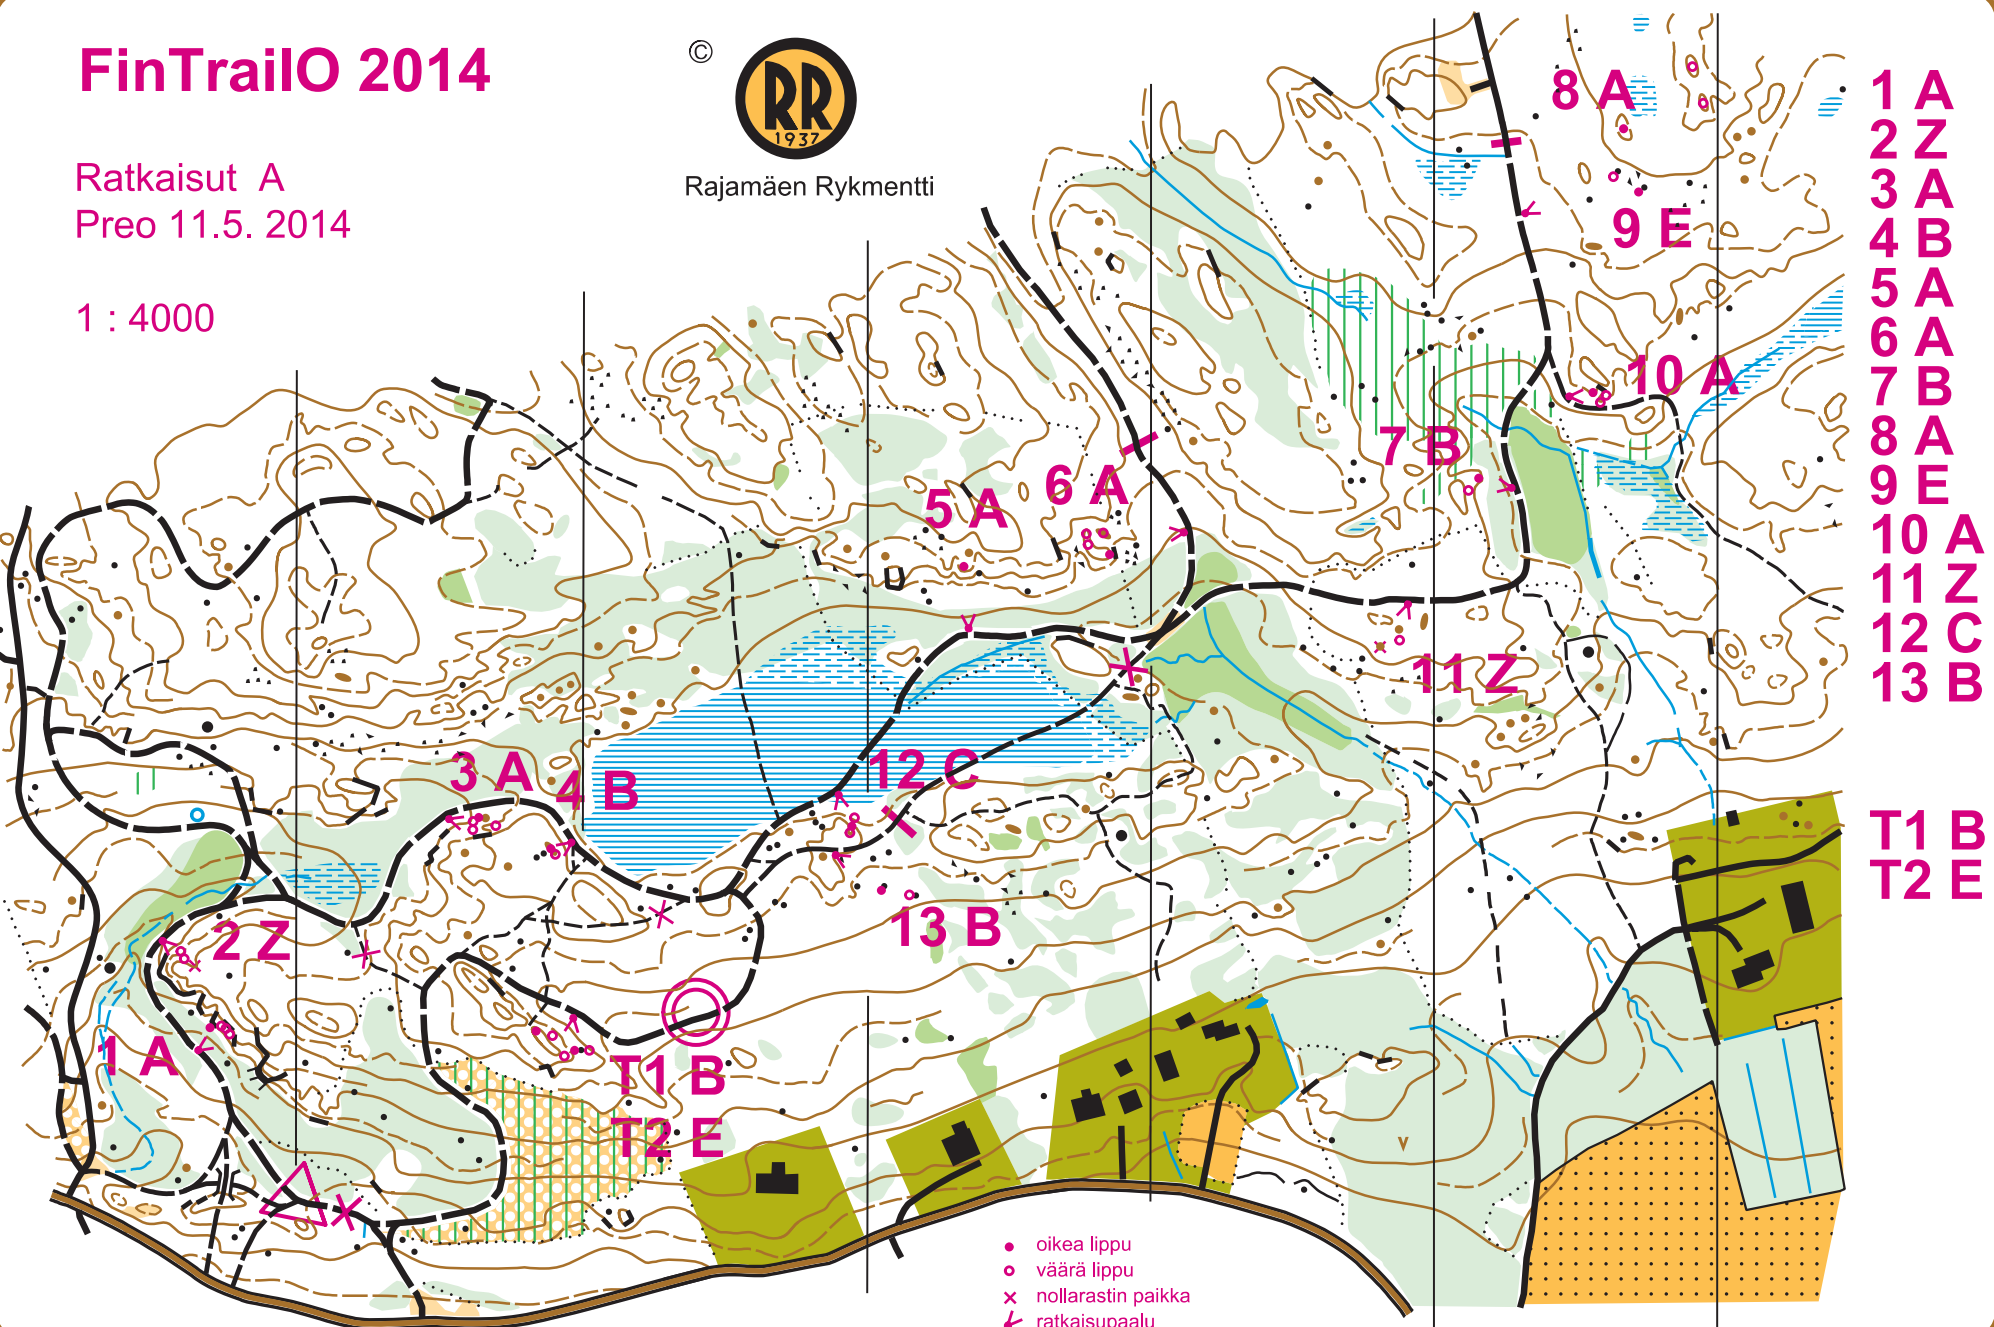 FinTrailO 2014
Ratkaisut A
Preo 11.5. 2014
1 : 4000
©
RR
1937
Rajamäen Rykmentti
8 A
9 E
10 A
7 B
6 A
5 A
11 Z
3 A
4 B
12 C
13 B
2 Z
1 A
T1 B
T2 E
1 A
2 Z
3 A
4 B
5 A
6 A
7 B
8 A
9 E
10 A
11 Z
12 C
13 B
T1 B
T2 E
oikea lippu
väärä lippu
nollarastin paikka
ratkaisupaalu